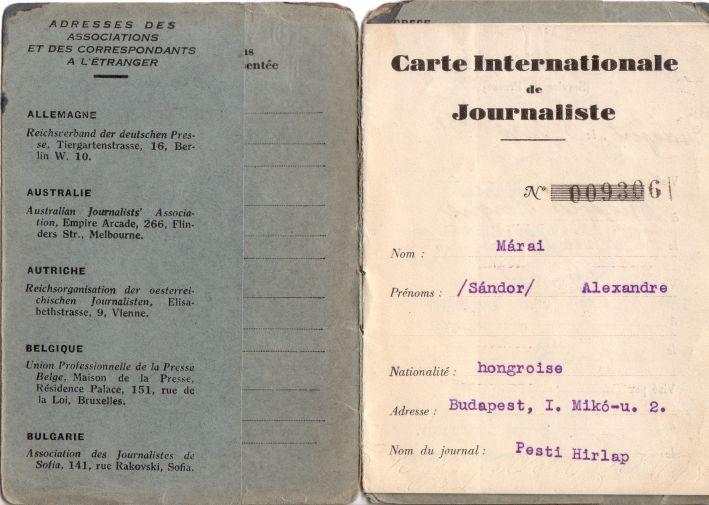 ADRESSES DES
ASSOCIATIONS
ET DES CORRESPONDANTS
A L'ÉTRANGER
ALLEMAGNE
Reichsverband der deutschen Pres-
se, Tiergartenstrasse, 16, Ber-
lin W. 10.
AUSTRALIE
Australian Journalists' Associa-
tion, Empire Arcade, 266, Flin-
ders Str., Melbourne.
AUTRICHE
Reichsorganisation der oesterrei-
chischen Journalisten, Elisa-
bethstrasse, 9, Vienne.
BELGIQUE
Union Professionnelle de la Presse
Belge, Maison de la Presse,
Résidence Palace, 151, rue de
la Loi, Bruxelles.
BULGARIE
Association des Journalistes de
Sofia, 141, rue Rakovski, Sofia.
Carte Internationale
de
Journaliste
Nº 009306
Nom : Márai
Prénoms : /Sándor/ Alexandre
Nationalité : hongroise
Adresse : Budapest, I. Mikó-u. 2.
Nom du journal : Pesti Hirlap